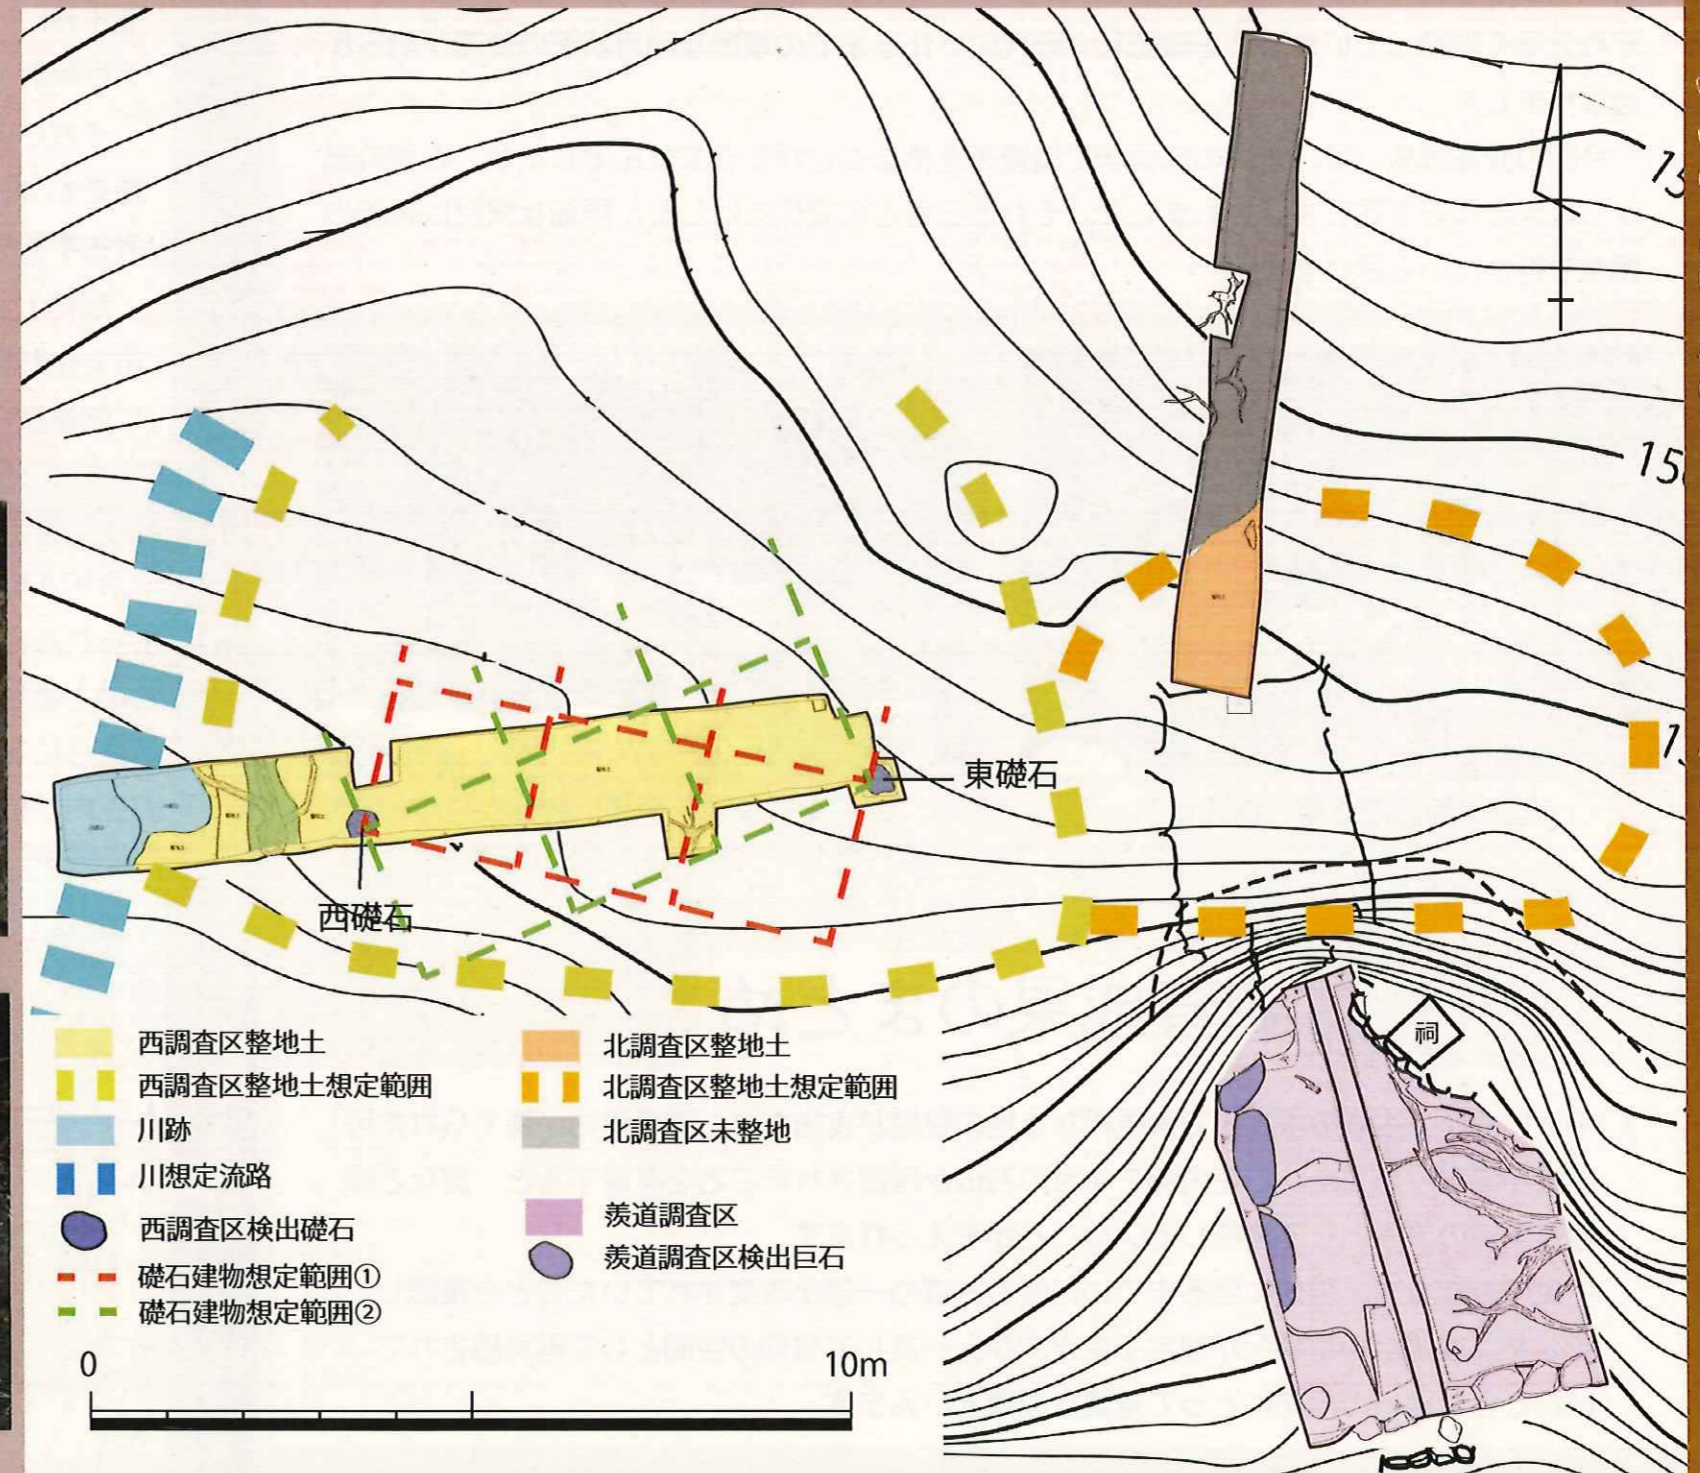 15
15
1
東礎石
西礎石
祠
西調査区整地土
西調査区整地土想定範囲
川跡
川想定流路
西調査区検出礎石
礎石建物想定範囲①
礎石建物想定範囲②
北調査区整地土
北調査区整地土想定範囲
北調査区未整地
羨道調査区
羨道調査区検出巨石
0
10m